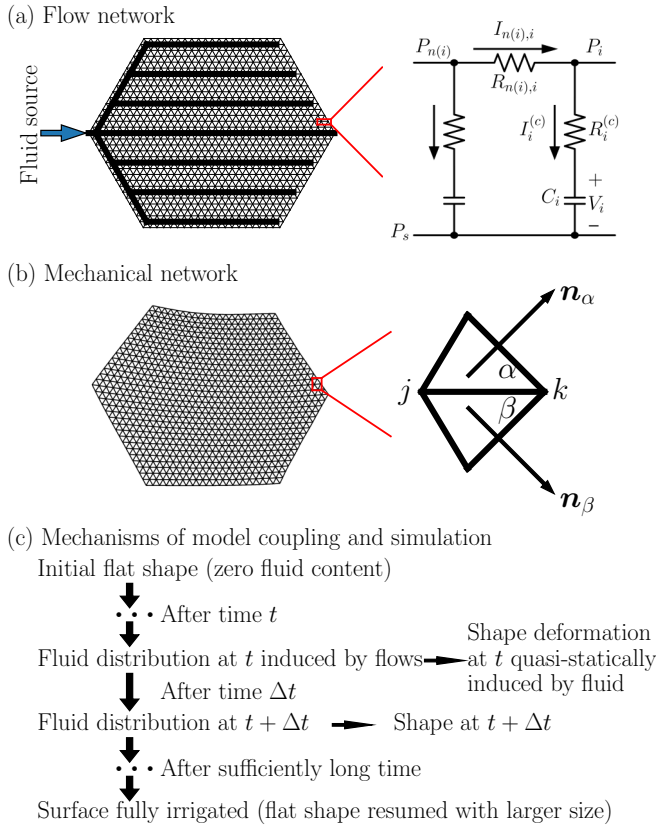 (a) Flow network
Fluid source
P_{n(i)}
I_{n(i),i}
P_i
R_{n(i),i}
I_i^{(c)}
R_i^{(c)}
C_i
+
V_i
−
P_s
(b) Mechanical network
n_α
α
j
k
β
n_β
(c) Mechanisms of model coupling and simulation
Initial flat shape (zero fluid content)
After time t
Fluid distribution at t induced by flows
Shape deformation
at t quasi-statically
induced by fluid
After time Δt
Fluid distribution at t + Δt
Shape at t + Δt
After sufficiently long time
Surface fully irrigated (flat shape resumed with larger size)